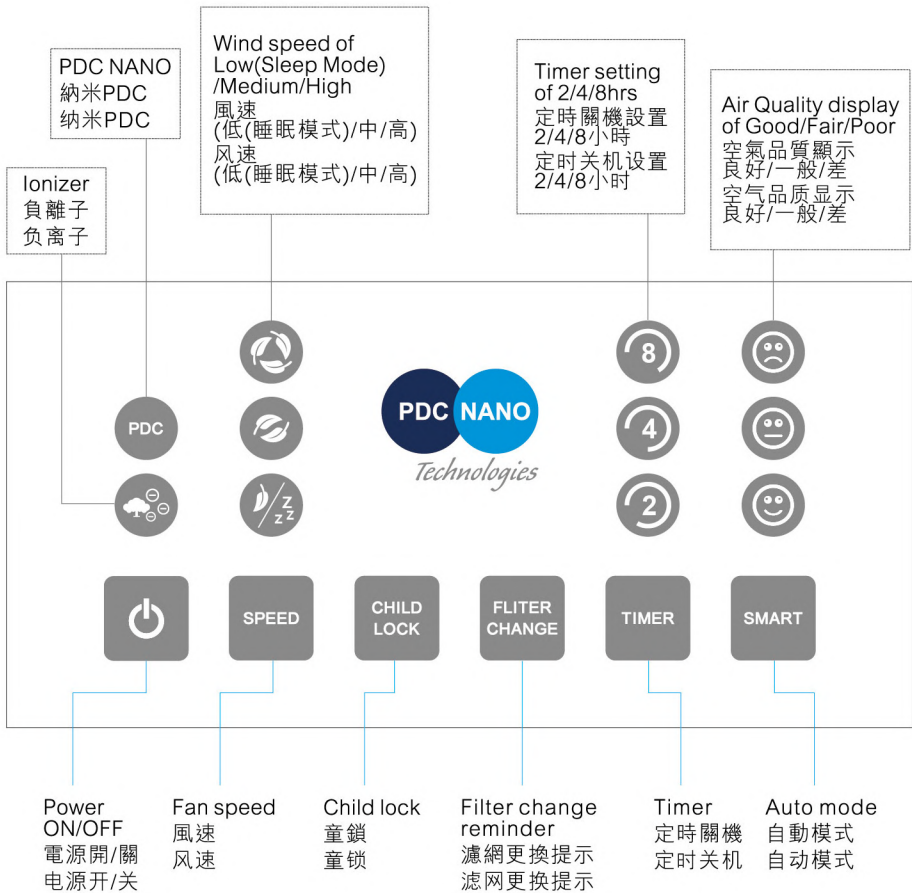 PDC NANO
納米PDC
纳米PDC
Ionizer
負離子
负离子
Wind speed of
Low(Sleep Mode)
/Medium/High
風速
(低(睡眠模式)/中/高)
风速
(低(睡眠模式)/中/高)
Timer setting
of 2/4/8hrs
定時關機設置
2/4/8小時
定时关机设置
2/4/8小时
Air Quality display
of Good/Fair/Poor
空氣品質顯示
良好/一般/差
空气品质显示
良好/一般/差
PDC
z
z z
PDC NANO
Technologies
8
4
2
SPEED
CHILD
LOCK
FLITER
CHANGE
TIMER
SMART
Power
ON/OFF
電源開/關
电源开/关
Fan speed
風速
风速
Child lock
童鎖
童锁
Filter change
reminder
濾網更換提示
滤网更换提示
Timer
定時關機
定时关机
Auto mode
自動模式
自动模式